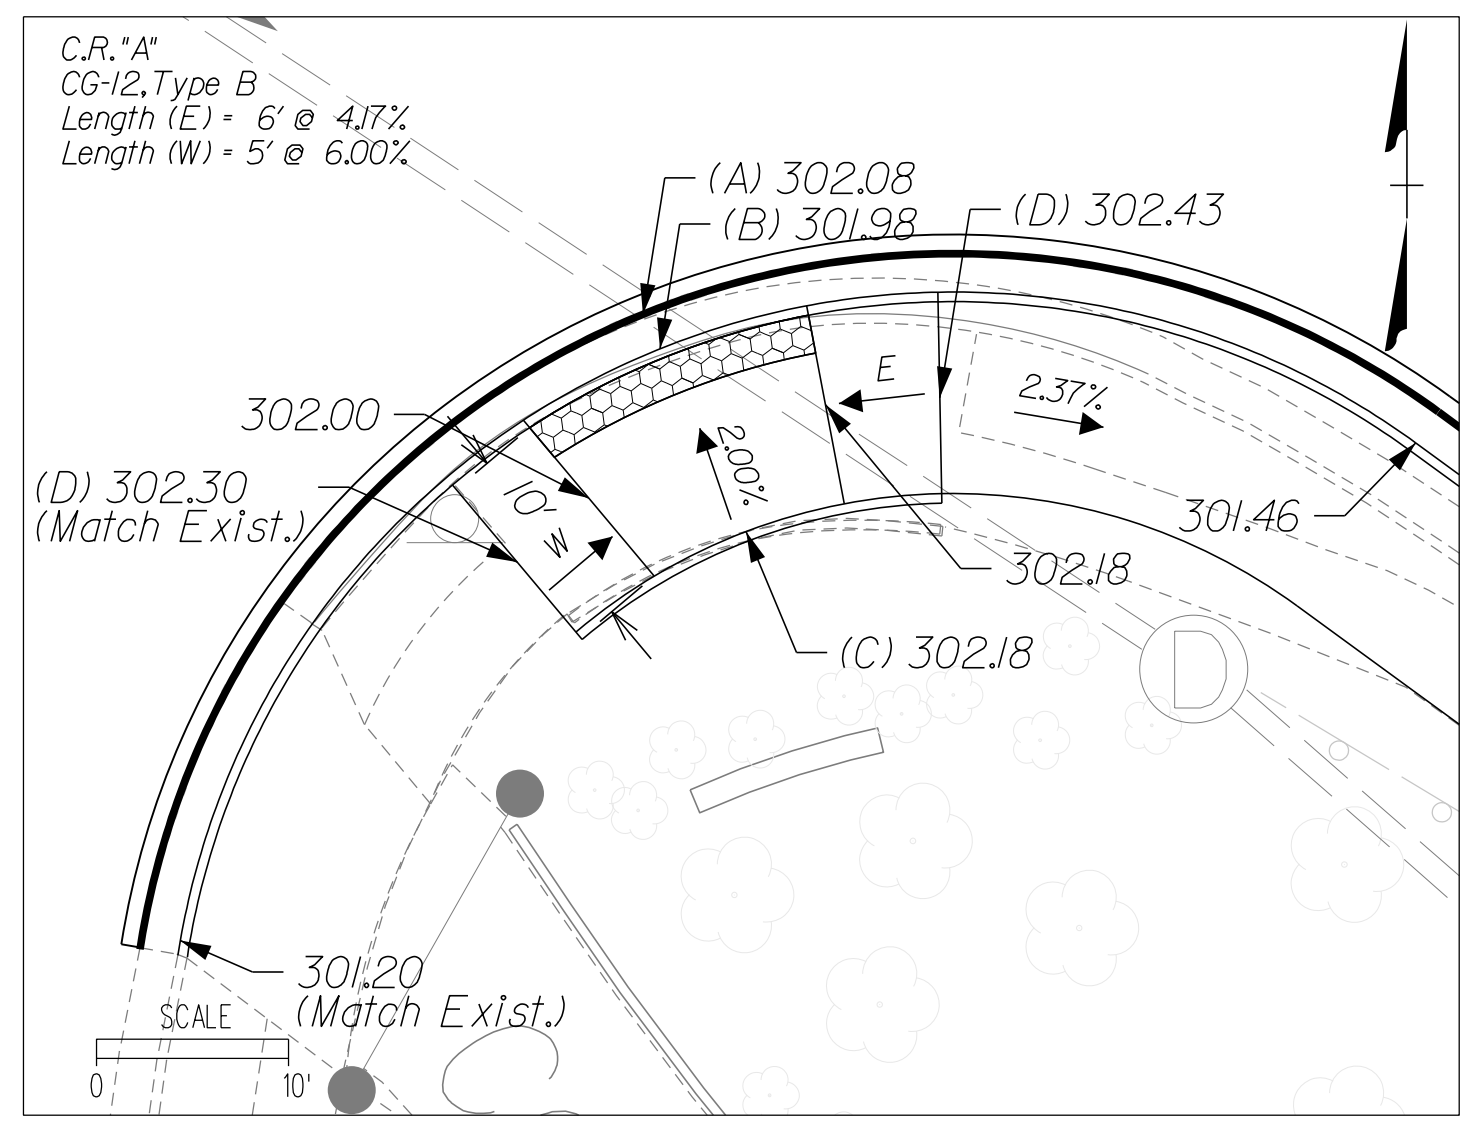 C.R."A"
CG-12, Type B
Length (E) = 6' @ 4.17%
Length (W) = 5' @ 6.00%
(A) 302.08
(B) 301.98
(D) 302.43
E
2.37%
302.00
2.00%
(D) 302.30
(Match Exist.)
10'
W
301.46
302.18
(C) 302.18
D
301.20
(Match Exist.)
SCALE
0 10'